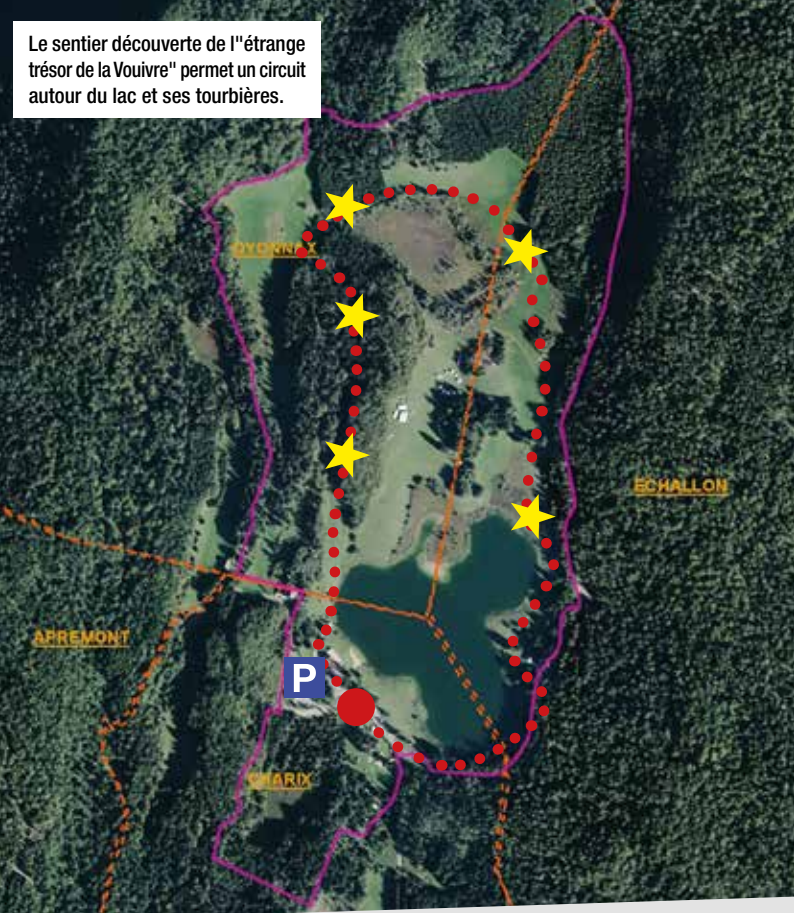 Le sentier découverte de l"étrange
trésor de la Vouivre" permet un circuit
autour du lac et ses tourbières.
OYONNAX
ECHALLON
APREMONT
P
CHARIX